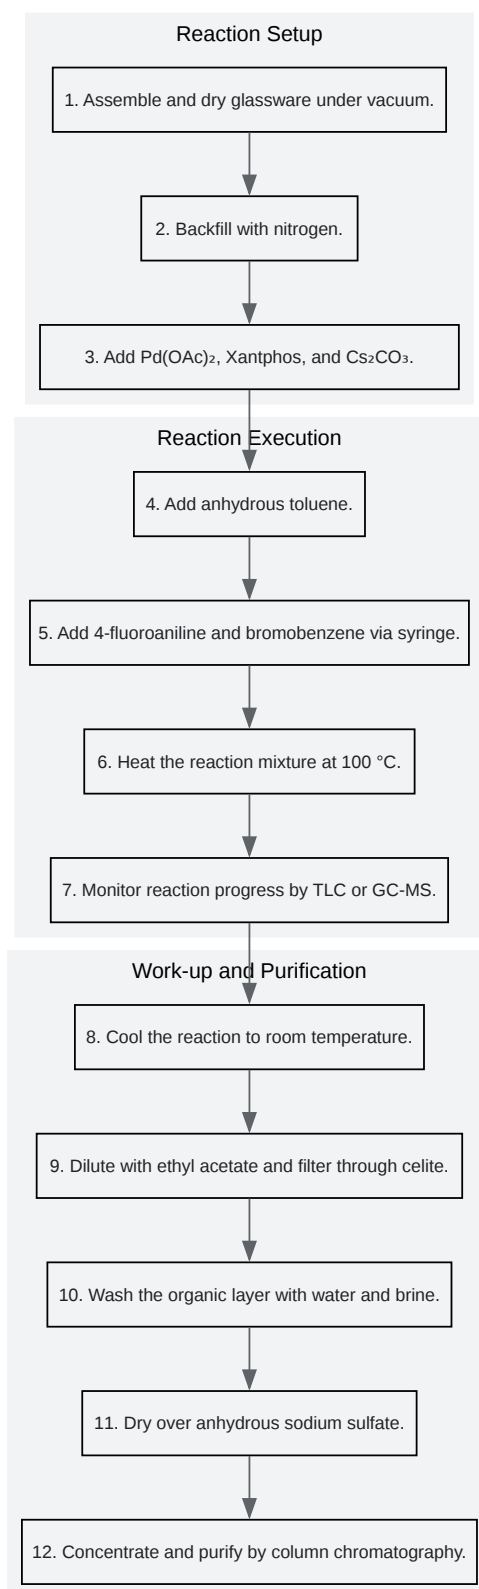 Reaction Setup
1. Assemble and dry glassware under vacuum.
2. Backfill with nitrogen.
3. Add Pd(OAc)₂, Xantphos, and Cs₂CO₃.
Reaction Execution
4. Add anhydrous toluene.
5. Add 4-fluoroaniline and bromobenzene via syringe.
6. Heat the reaction mixture at 100 °C.
7. Monitor reaction progress by TLC or GC-MS.
Work-up and Purification
8. Cool the reaction to room temperature.
9. Dilute with ethyl acetate and filter through celite.
10. Wash the organic layer with water and brine.
11. Dry over anhydrous sodium sulfate.
12. Concentrate and purify by column chromatography.